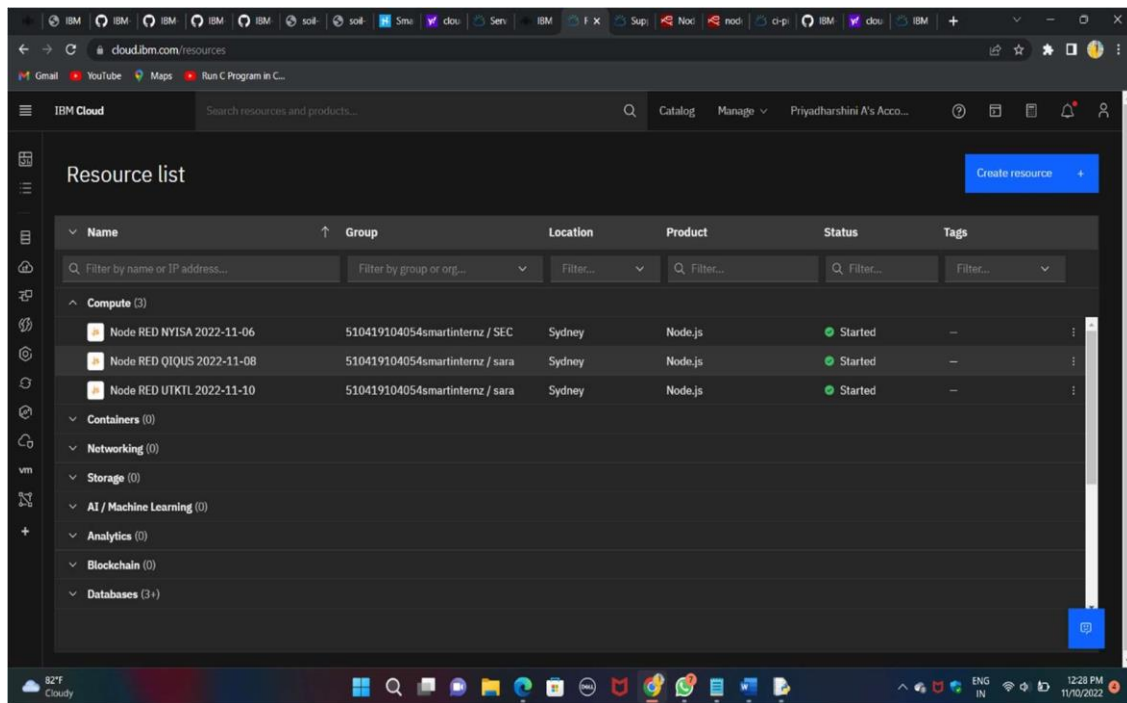 IBM IBM IBM IBM IBM soil- soil- Sma clou Serv IBM F X Sup Nod node ci-pi IBM clou IBM +
cloud.ibm.com/resources
Gmail YouTube Maps Run C Program in C...
IBM Cloud Search resources and products... Catalog Manage Priyadharshini A's Acco...
Resource list
Create resource +
Name Group Location Product Status Tags
Filter by name or IP address... Filter by group or org... Filter... Filter... Filter... Filter...
Compute (3)
Node RED NYISA 2022-11-06 510419104054smartinternz / SEC Sydney Node.js Started —
Node RED QIQUS 2022-11-08 510419104054smartinternz / sara Sydney Node.js Started —
Node RED UTKTL 2022-11-10 510419104054smartinternz / sara Sydney Node.js Started —
Containers (0)
Networking (0)
vm
Storage (0)
AI / Machine Learning (0)
Analytics (0)
Blockchain (0)
Databases (3+)
82°F
Cloudy
DELL
ENG
IN
12:28 PM
11/10/2022
4